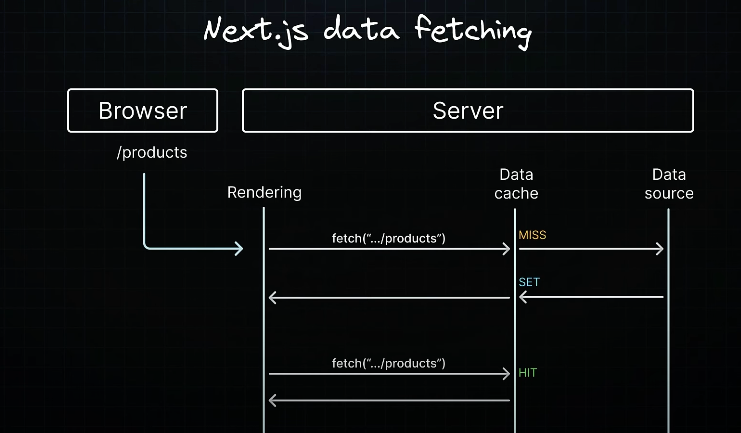 Next.js data fetching
Browser
Server
/products
Rendering
Data
cache
Data
source
fetch(“.../products”)
MISS
SET
fetch(“.../products”)
HIT